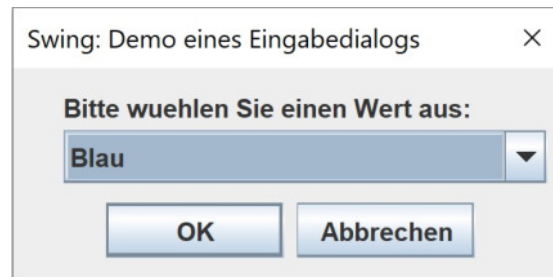 Swing: Demo eines Eingabedialogs
Bitte wuehlen Sie einen Wert aus:
Blau
OK
Abbrechen